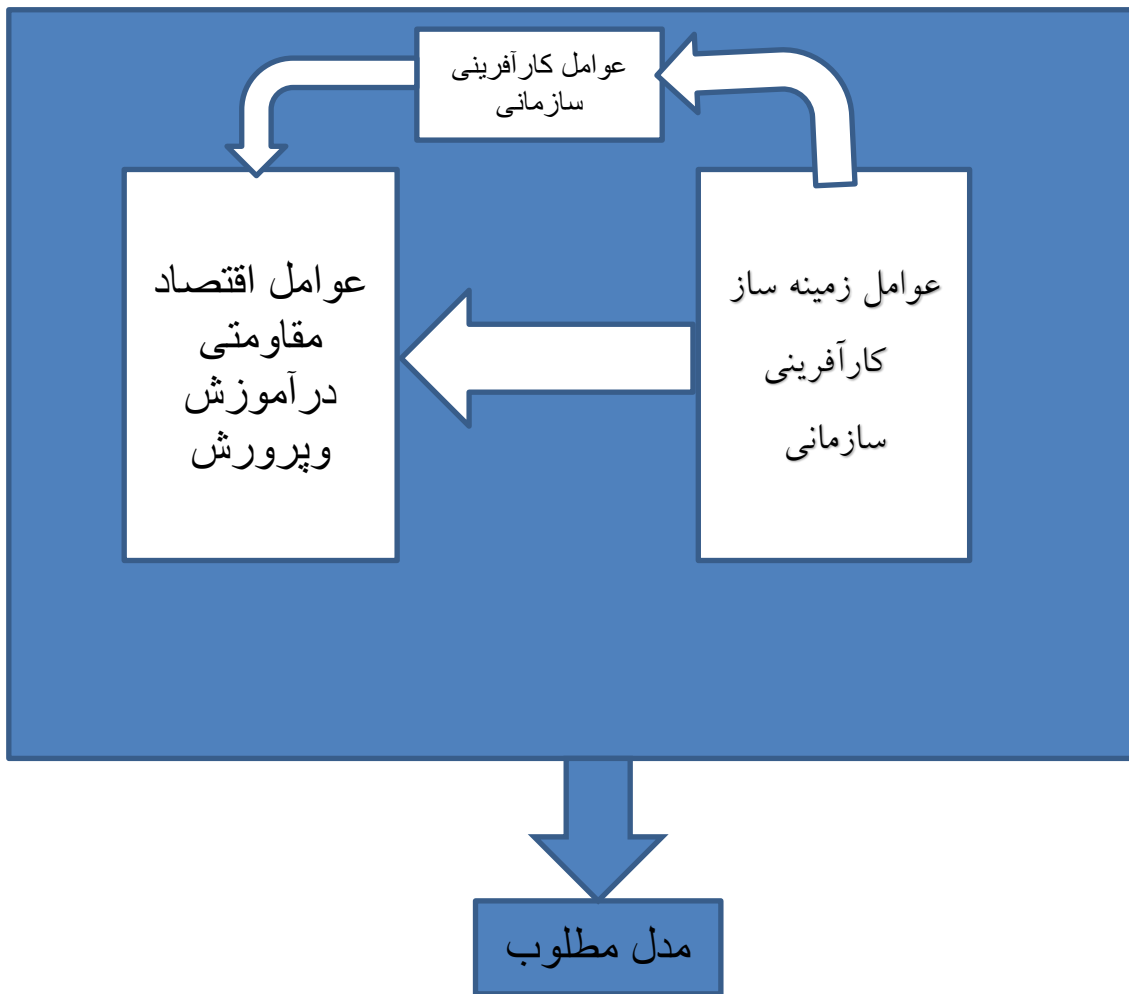 عوامل کارآفرینی
سازمانی
عوامل زمینه ساز
کارآفرینی
سازمانی
عوامل اقتصاد
مقاومتی
درآموزش
وپرورش
مدل مطلوب